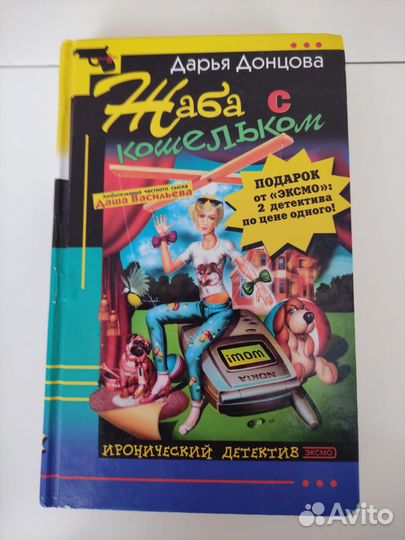 Дарья Донцова
Жаба с
кошельком
Любительница частного сыска
Даша Васильева
ПОДАРОК
от «ЭКСМО»:
2 детектива
по цене одного!
WOW!
NOKIA
ИРОНИЧЕСКИЙ ДЕТЕКТИВ ЭКСМО
Avito